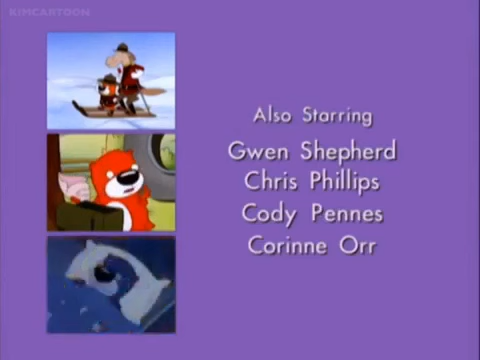 KIMCARTOON
Also Starring
Gwen Shepherd
Chris Phillips
Cody Pennes
Corinne Orr